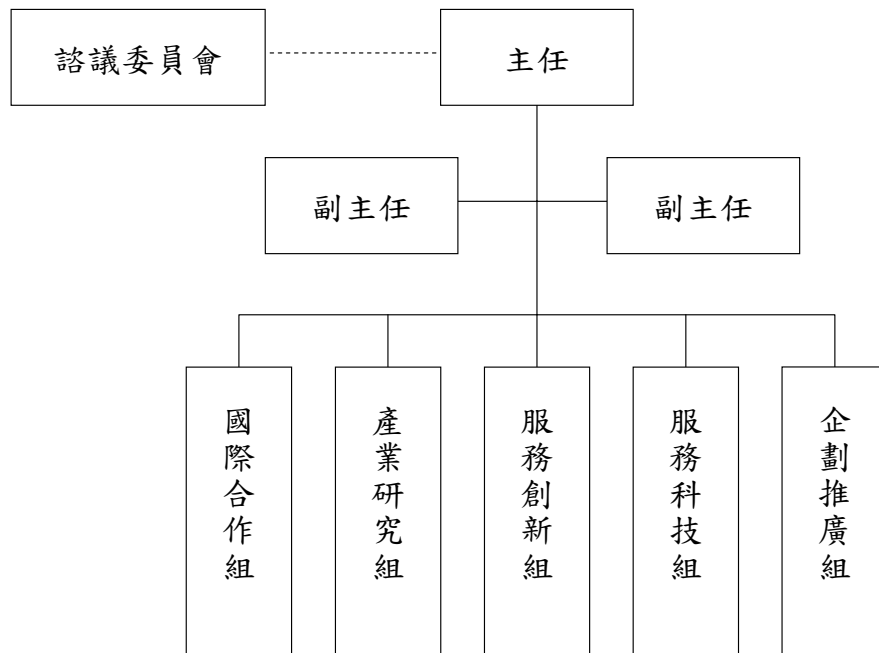 諮議委員會
主任
副主任
副主任
國際合作組
產業研究組
服務創新組
服務科技組
企劃推廣組